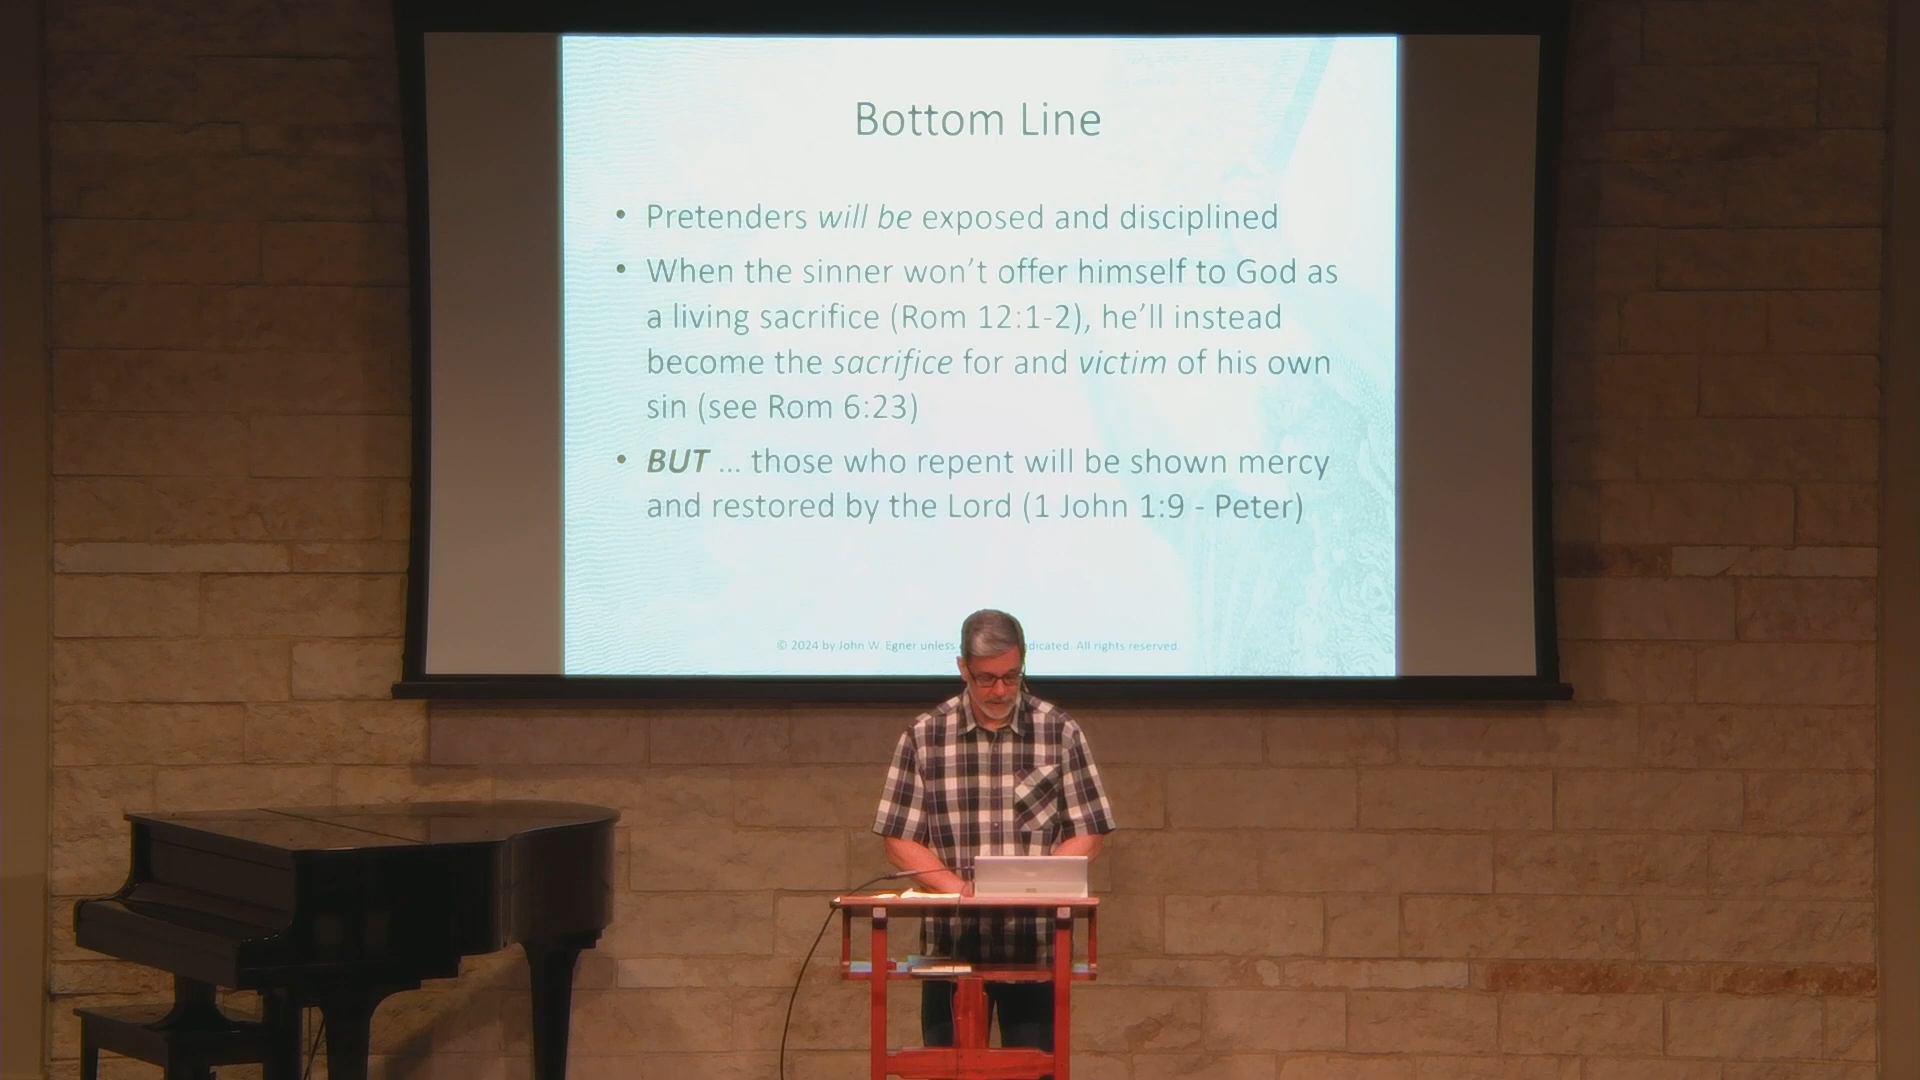 Bottom Line
• Pretenders will be exposed and disciplined
• When the sinner won't offer himself to God as
a living sacrifice (Rom 12:1-2), he'll instead
become the sacrifice for and victim of his own
sin (see Rom 6:23)
• BUT ... those who repent will be shown mercy
and restored by the Lord (1 John 1:9 - Peter)
© 2024 by John W. Egner unless dicated. All rights reserved.